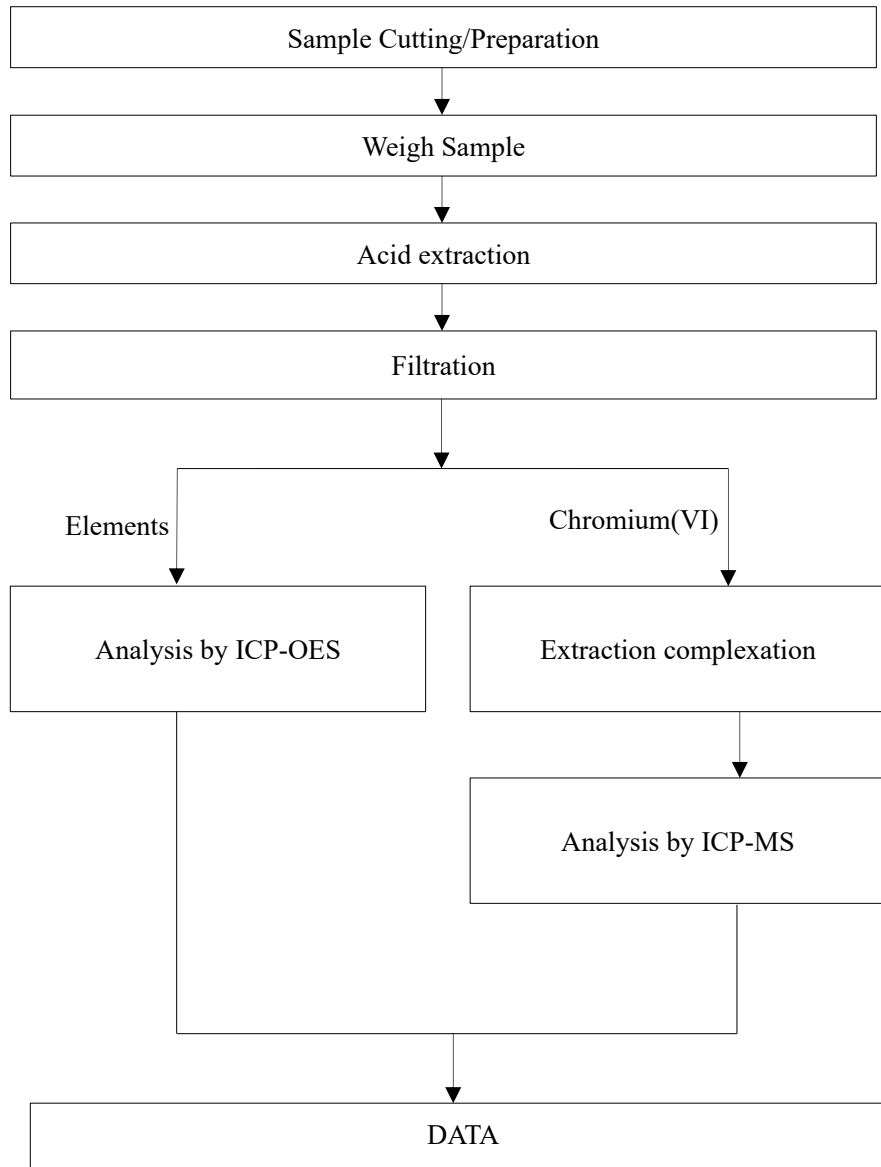 Sample Cutting/Preparation
Weigh Sample
Acid extraction
Filtration
Elements
Chromium(VI)
Analysis by ICP-OES
Extraction complexation
Analysis by ICP-MS
DATA